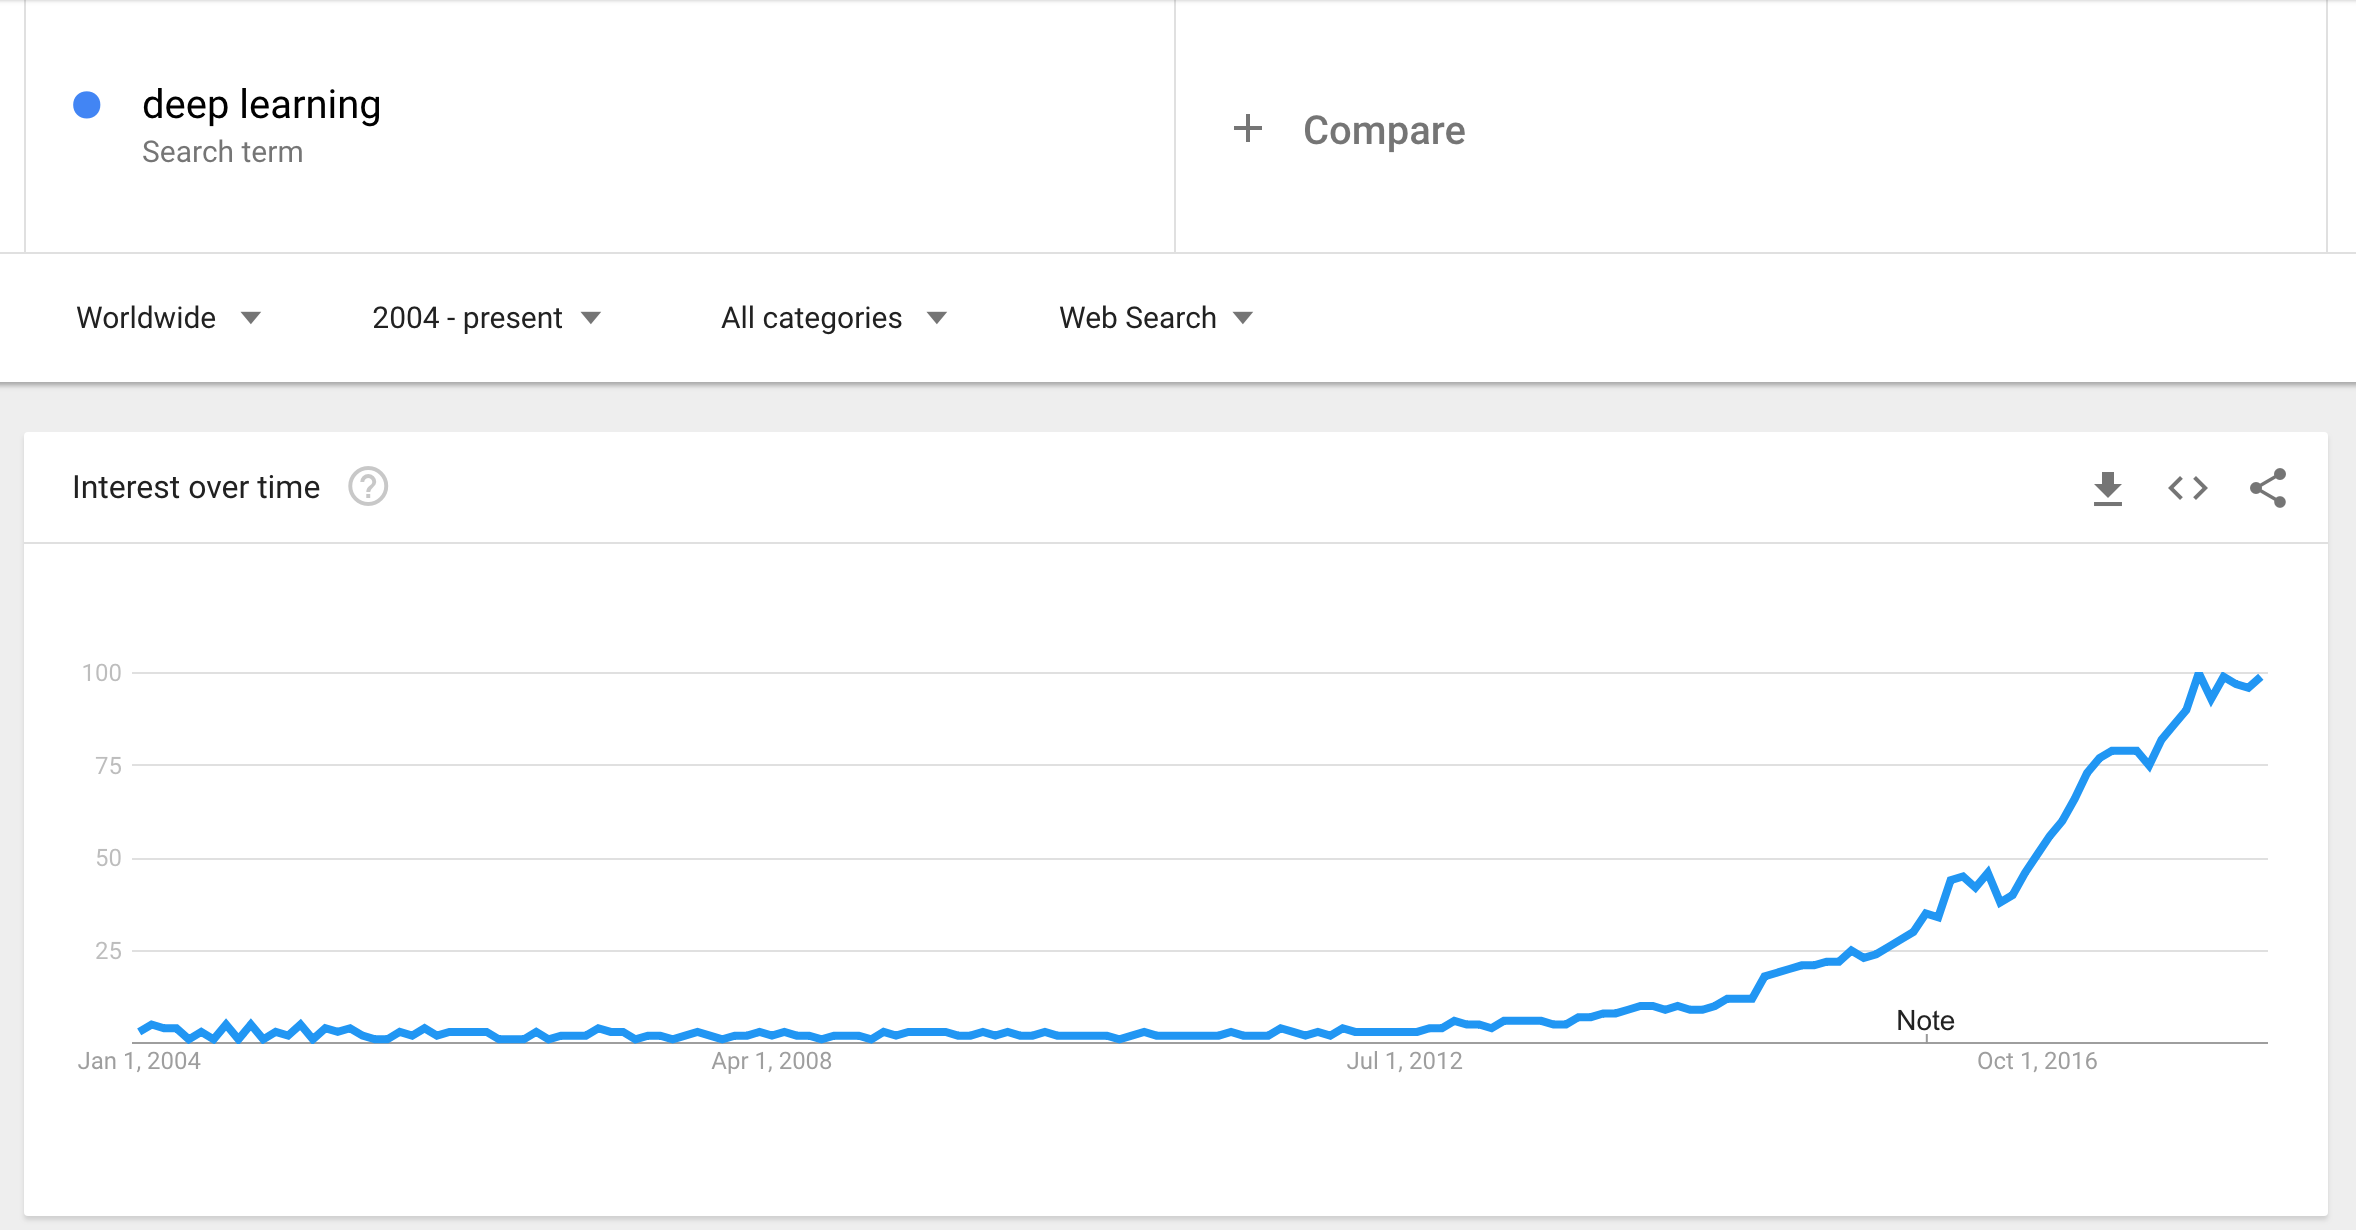 deep learning
Search term
+ Compare
Worldwide
2004 - present
All categories
Web Search
Interest over time
?
100
75
50
25
Note
Jan 1, 2004
Apr 1, 2008
Jul 1, 2012
Oct 1, 2016